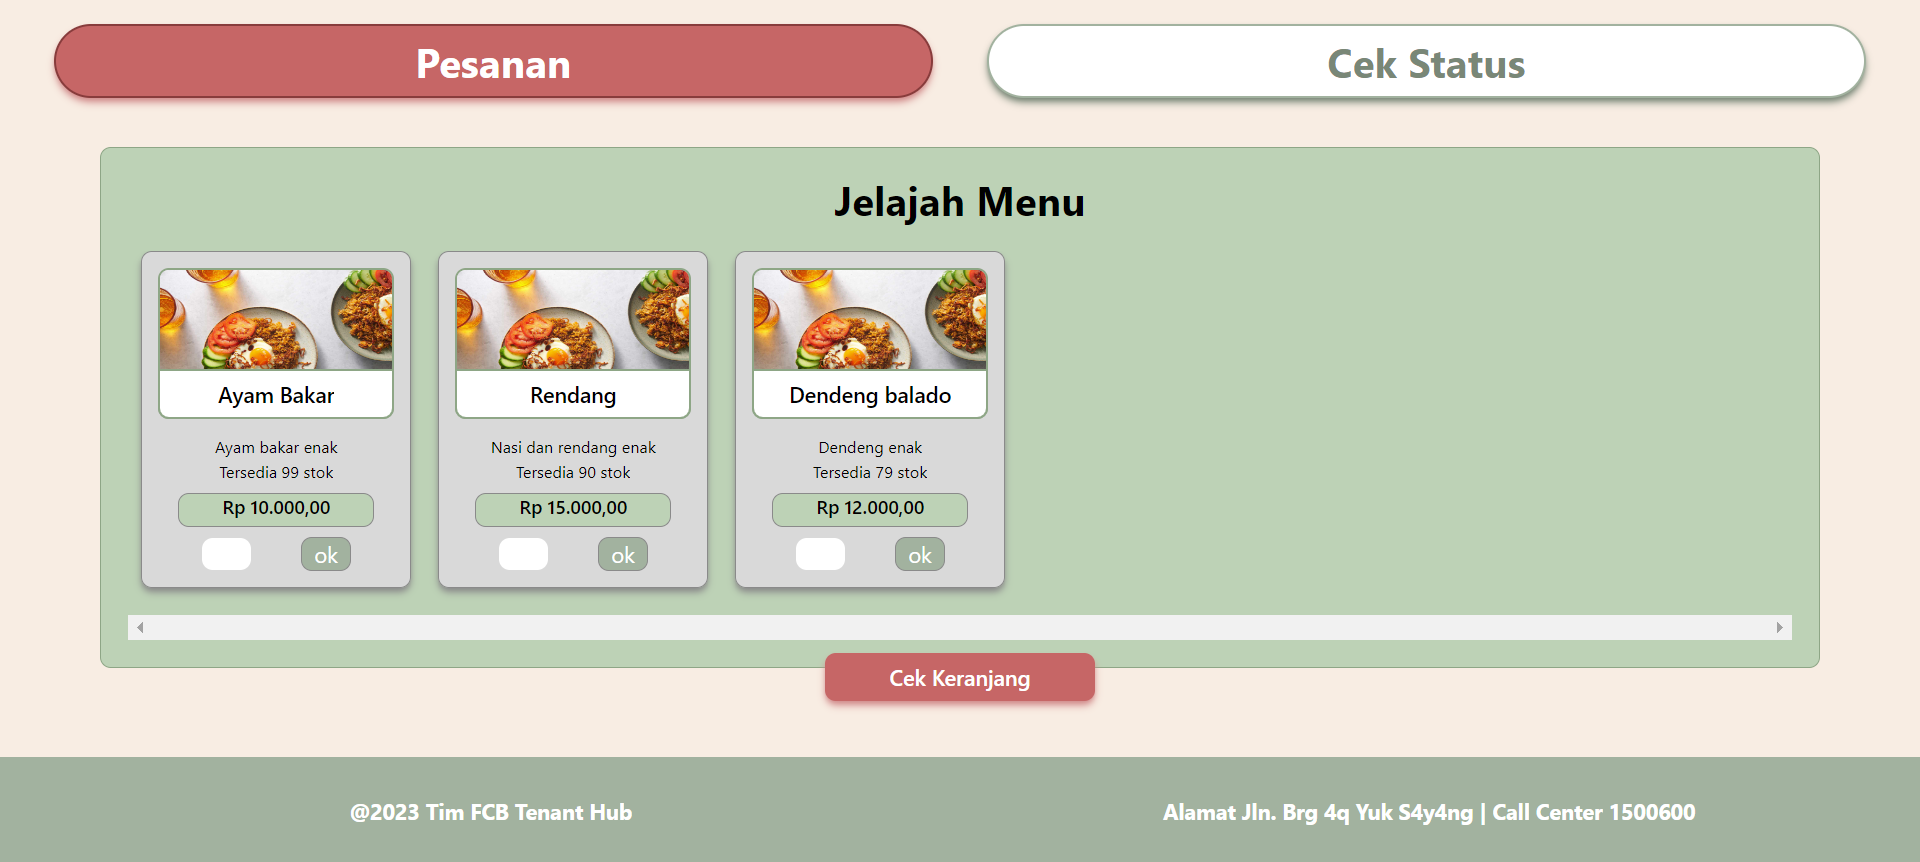 Pesanan
Cek Status
Jelajah Menu
Ayam Bakar
Ayam bakar enak
Tersedia 99 stok
Rp 10.000,00
ok
Rendang
Nasi dan rendang enak
Tersedia 90 stok
Rp 15.000,00
ok
Dendeng balado
Dendeng enak
Tersedia 79 stok
Rp 12.000,00
ok
Cek Keranjang
@2023 Tim FCB Tenant Hub
Alamat Jln. Brg 4q Yuk S4y4ng | Call Center 1500600